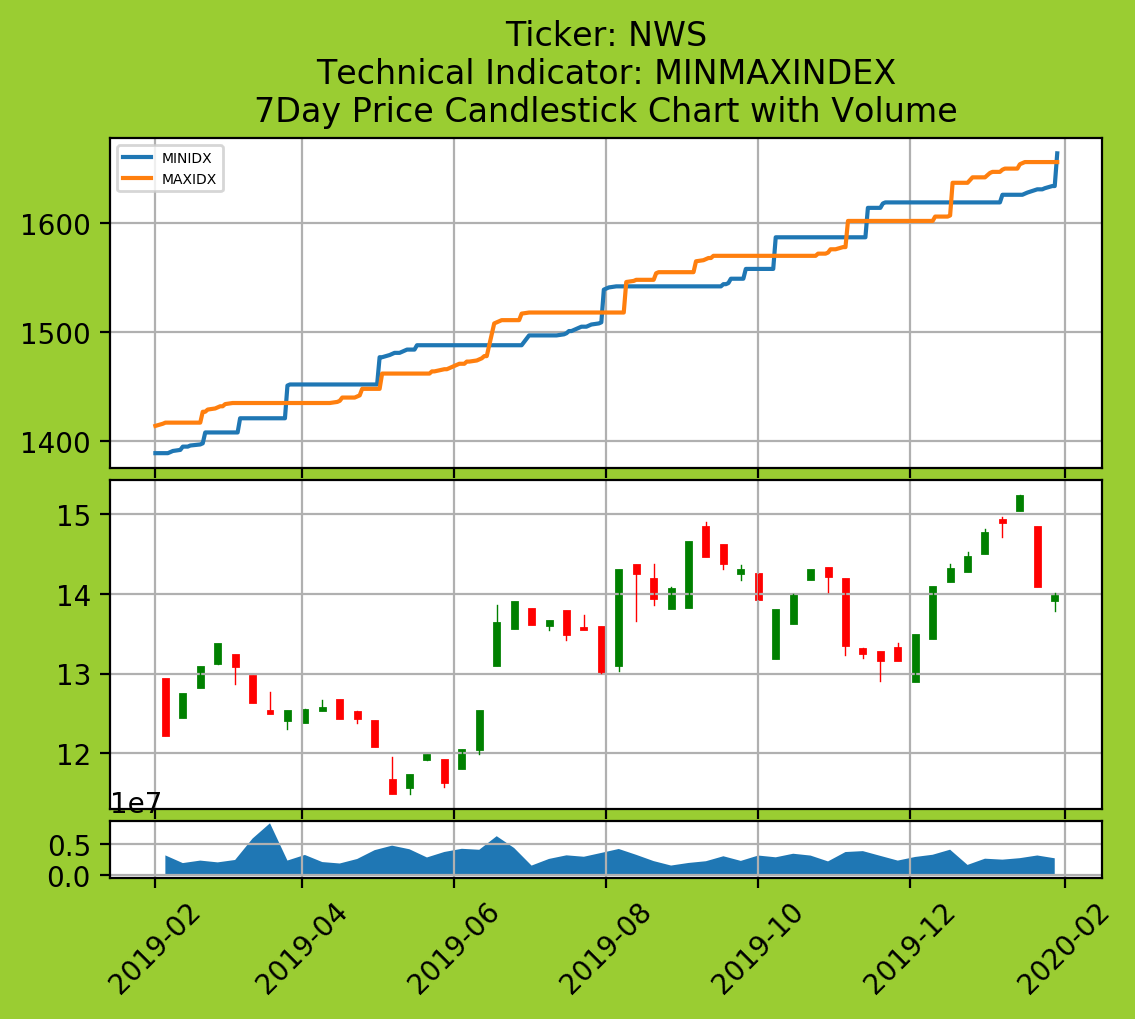 Ticker: NWS
Technical Indicator: MINMAXINDEX
7Day Price Candlestick Chart with Volume
MINIDX
MAXIDX
1600
1500
1400
15
14
13
12
1e7
0.5
0.0
2019-02
2019-04
2019-06
2019-08
2019-10
2019-12
2020-02